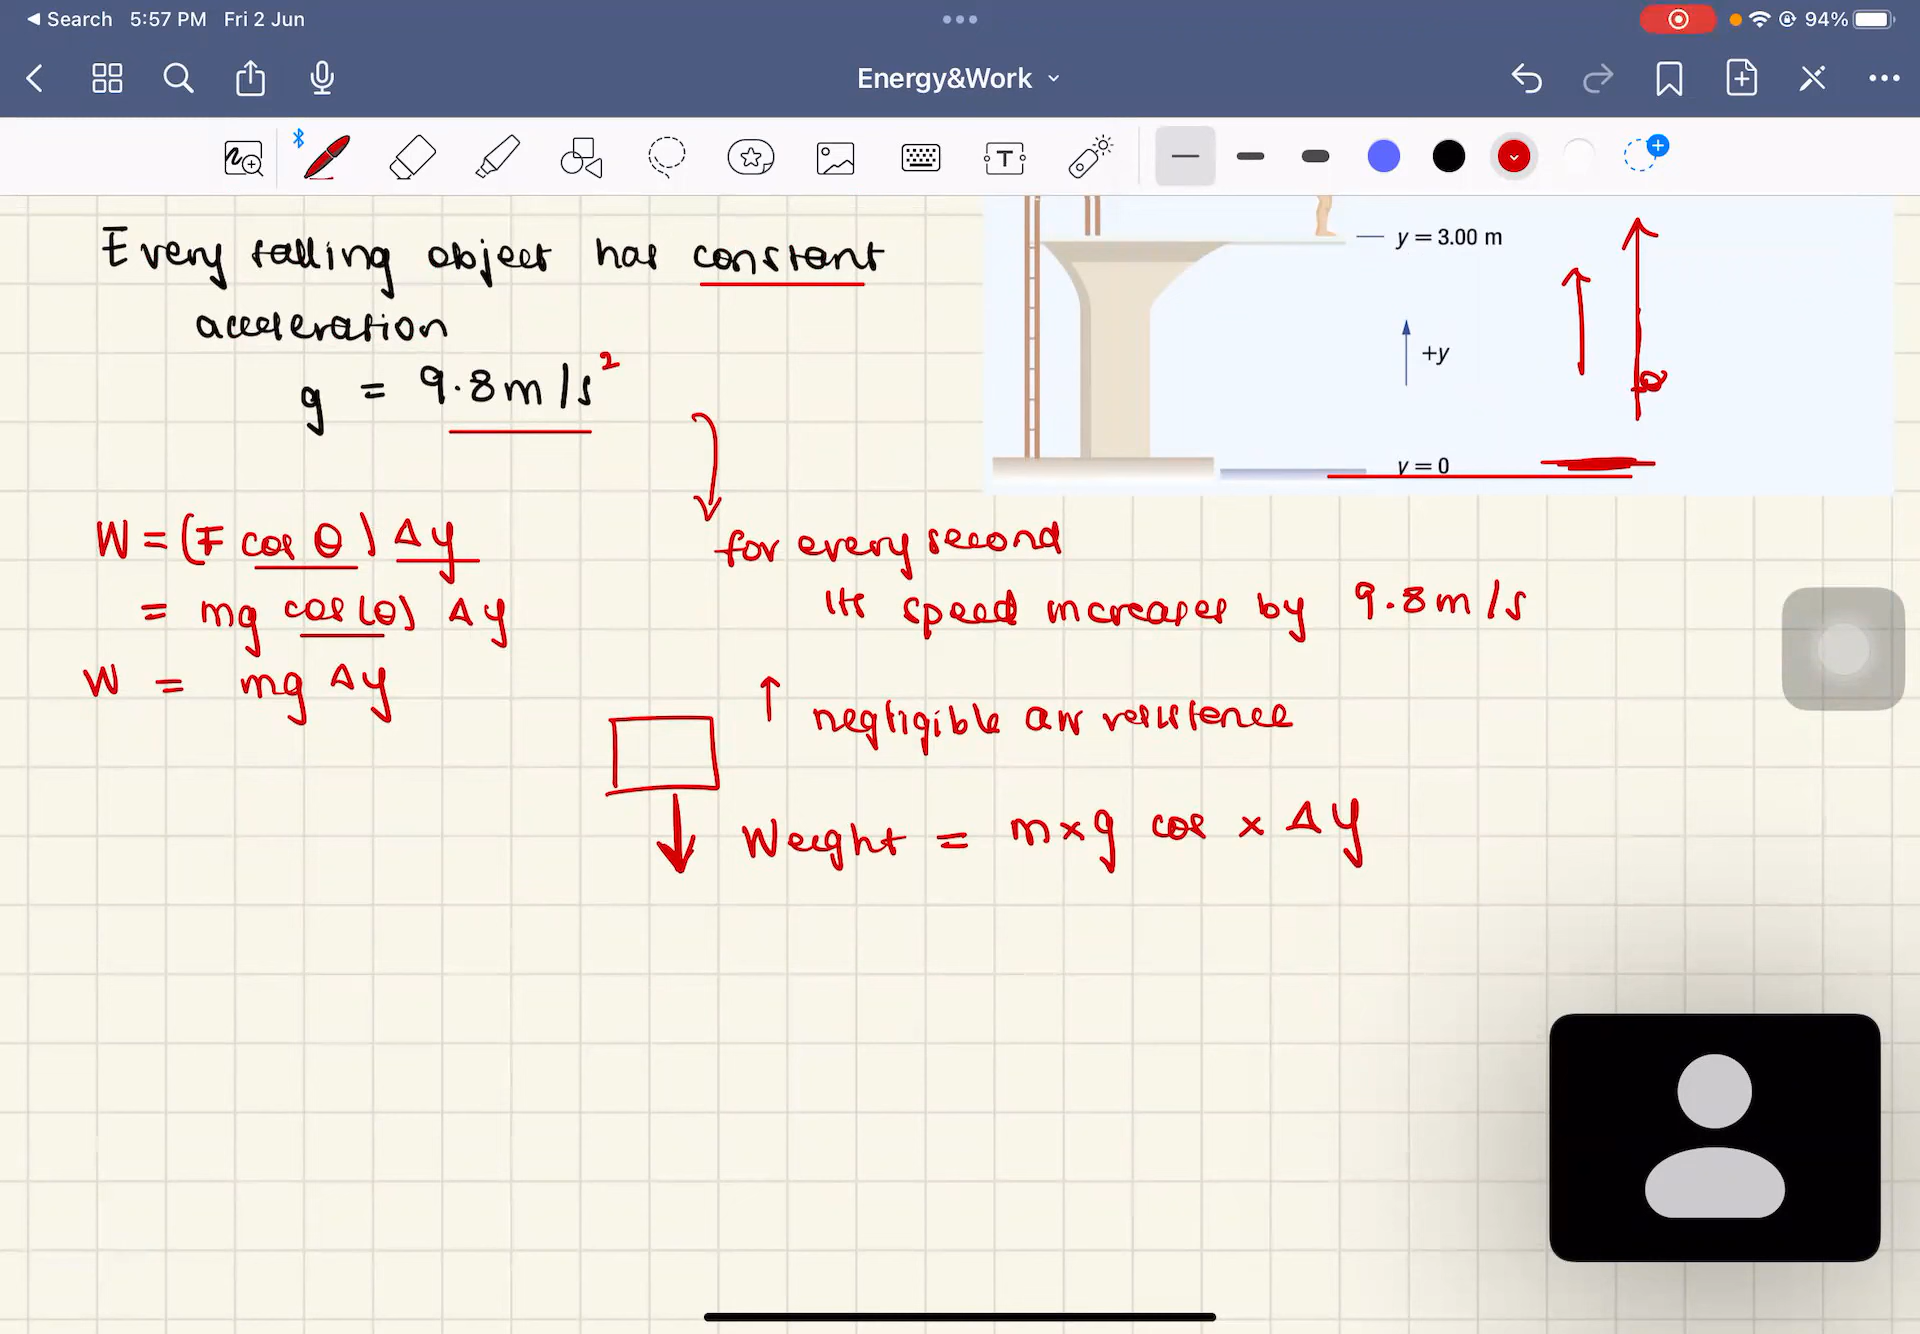 Search 5:57 PM Fri 2 Jun
94%
Energy&Work
T
Every falling object has constant
acceleration
g = 9.8m/s²
y = 3.00 m
+y
y = 0
W = (F cos θ) Δy
= mg cos(0) Δy
W = mg Δy
for every second
its speed increases by 9.8m/s
↑ negligible air resistence
Weight = m×g cos × Δy